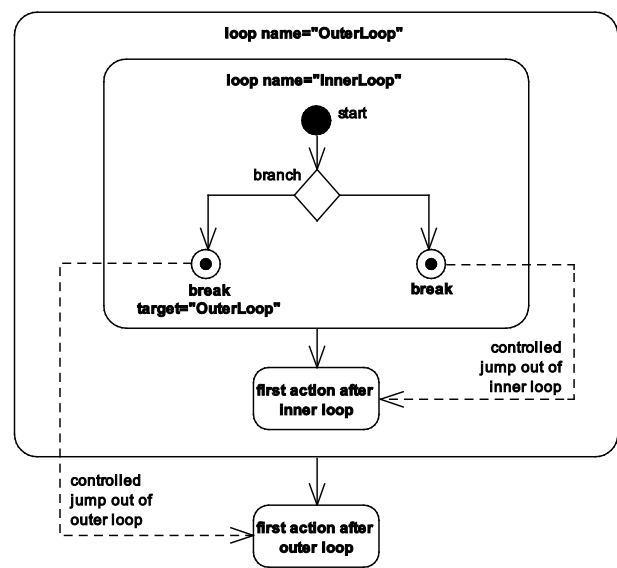 loop name="OuterLoop"
loop name="InnerLoop"
start
branch
break
target="OuterLoop"
break
controlled
jump out of
inner loop
first action after
inner loop
controlled
jump out of
outer loop
first action after
outer loop